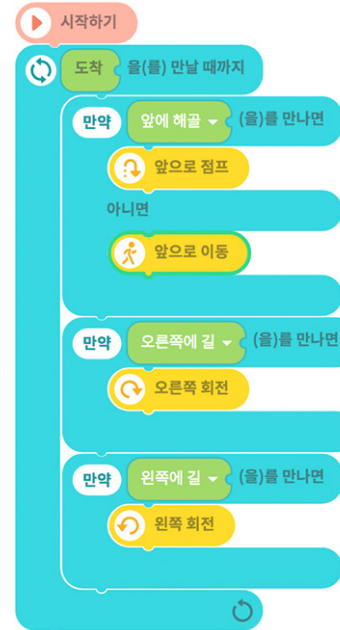 시작하기
도착 을(를) 만날 때까지
만약 앞에 해골 (을)를 만나면
앞으로 점프
아니면
앞으로 이동
만약 오른쪽에 길 (을)를 만나면
오른쪽 회전
만약 왼쪽에 길 (을)를 만나면
왼쪽 회전